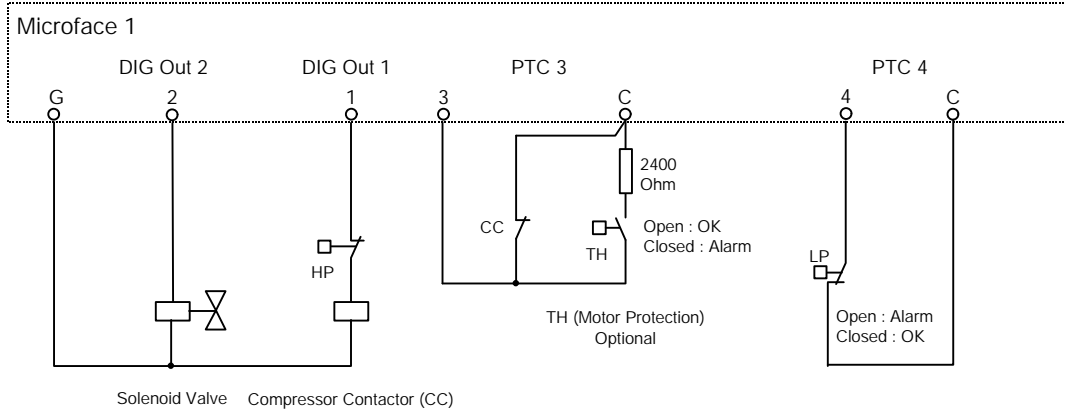 Microface 1
DIG Out 2
DIG Out 1
PTC 3
PTC 4
G
2
1
3
C
4
C
2400
Ohm
CC
Open : OK
Closed : Alarm
TH
HP
LP
TH (Motor Protection)
Optional
Open : Alarm
Closed : OK
Solenoid Valve
Compressor Contactor (CC)